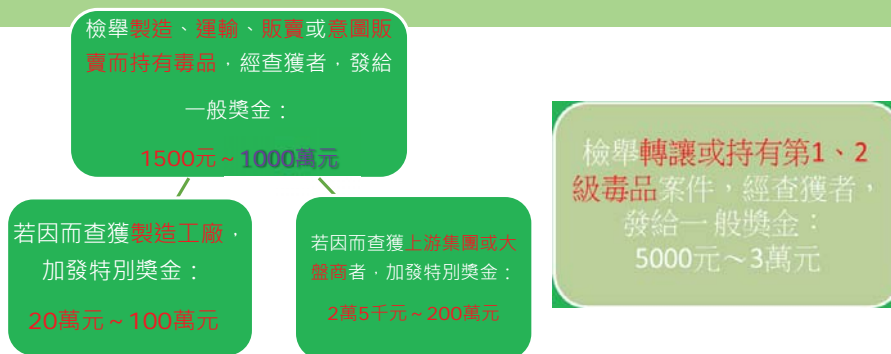 檢舉製造、運輸、販賣或意圖販
賣而持有毒品，經查獲者，發給
一般獎金：
1500元～1000萬元
若因而查獲製造工廠，
加發特別獎金：
20萬元～100萬元
若因而查獲上游集團或大
盤商者，加發特別獎金：
2萬5千元～200萬元
檢舉轉讓或持有第1、2
級毒品案件，經查獲者，
發給一般獎金：
5000元～3萬元